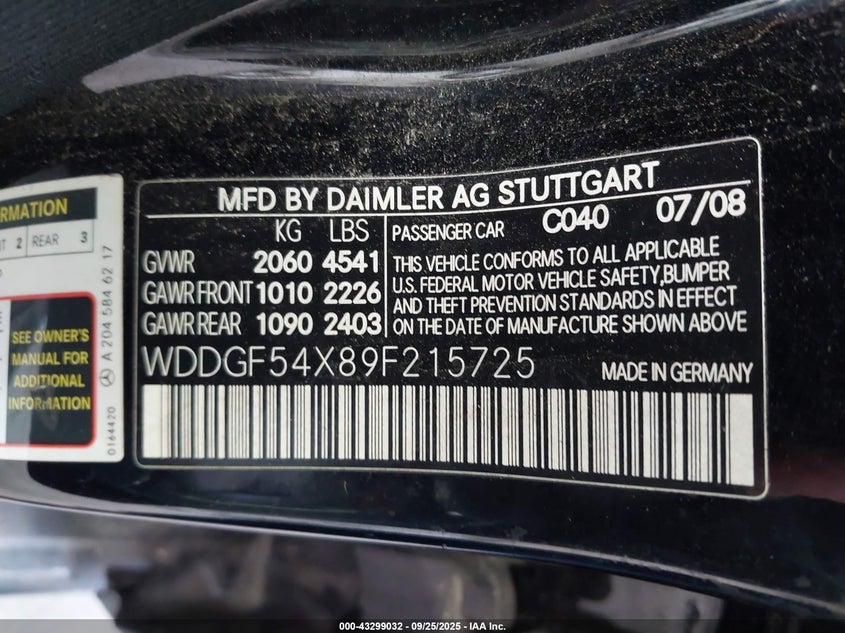 MFD BY DAIMLER AG STUTTGART
KG LBS
GVWR 2060 4541
GAWR FRONT 1010 2226
GAWR REAR 1090 2403
PASSENGER CAR C040 07/08
THIS VEHICLE CONFORMS TO ALL APPLICABLE
U.S. FEDERAL MOTOR VEHICLE SAFETY, BUMPER
AND THEFT PREVENTION STANDARDS IN EFFECT
ON THE DATE OF MANUFACTURE SHOWN ABOVE
WDDGF54X89F215725 MADE IN GERMANY
2 REAR 3
SEE OWNER'S
MANUAL FOR
ADDITIONAL
INFORMATION
A 204 584 62 17
0164420
000-43299032 - 09/25/2025 - IAA Inc.